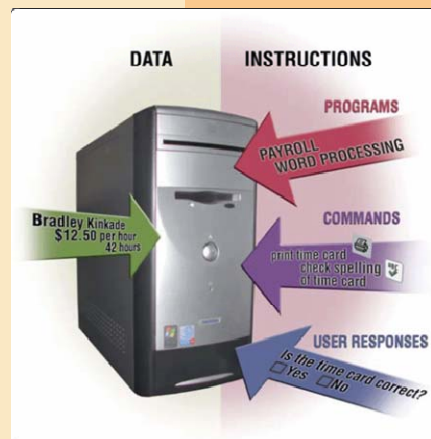 DATA
INSTRUCTIONS
PROGRAMS
PAYROLL
WORD PROCESSING
Bradley Kinkade
$12.50 per hour
42 hours
COMMANDS
print time card
check spelling
of time card
USER RESPONSES
Is the time card correct?
Yes No